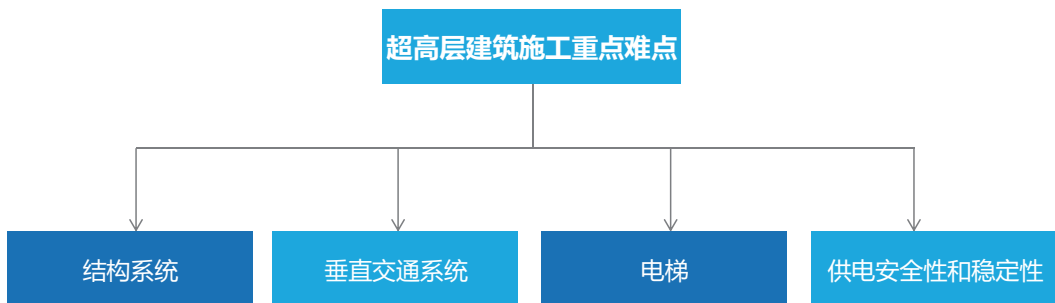 超高层建筑施工重点难点
结构系统
垂直交通系统
电梯
供电安全性和稳定性